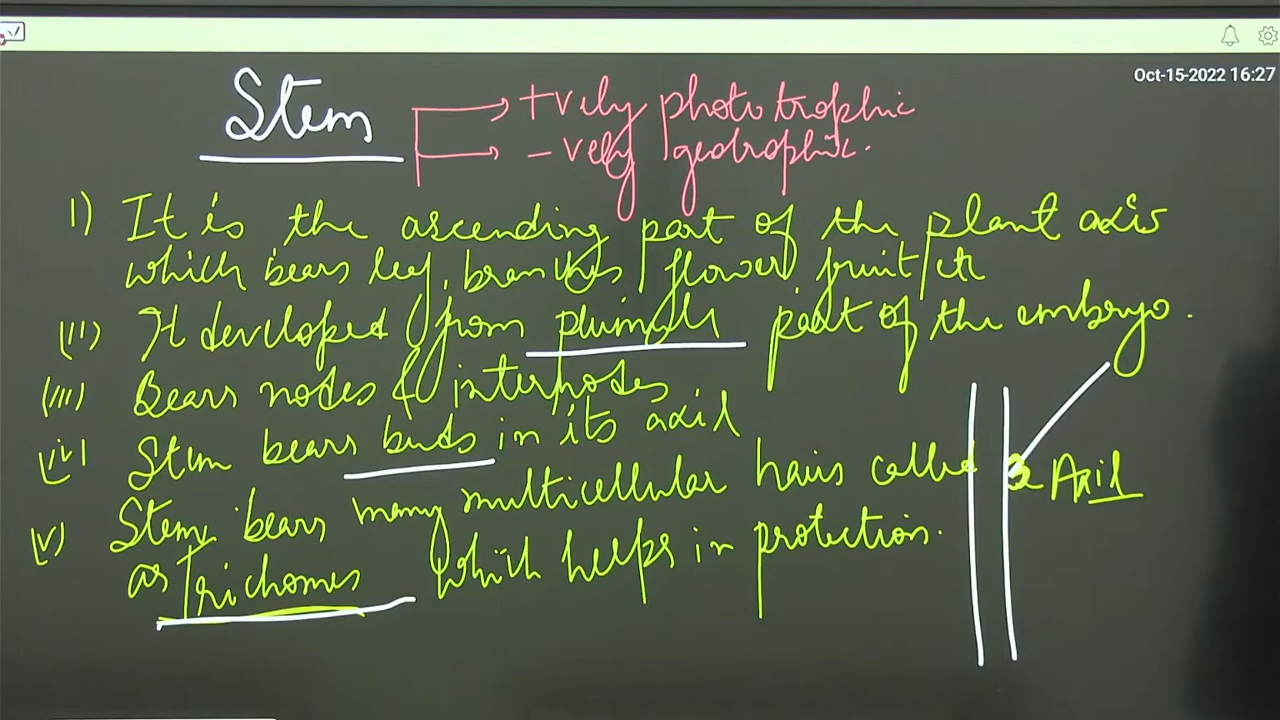 Oct-15-2022 16:27
Stem
+vely phototrophic
-vely geotrophic.
i) It is the ascending part of the plant axis
which bears leaf, branches, flower, fruit, etc
(ii) It developed from plumule part of the embryo.
(iii) Bears nodes & internodes
(iv) Stem bears buds in its axil
(v) Stem bears many multicellular hairs called
as Trichomes which helps in protection.
Axil